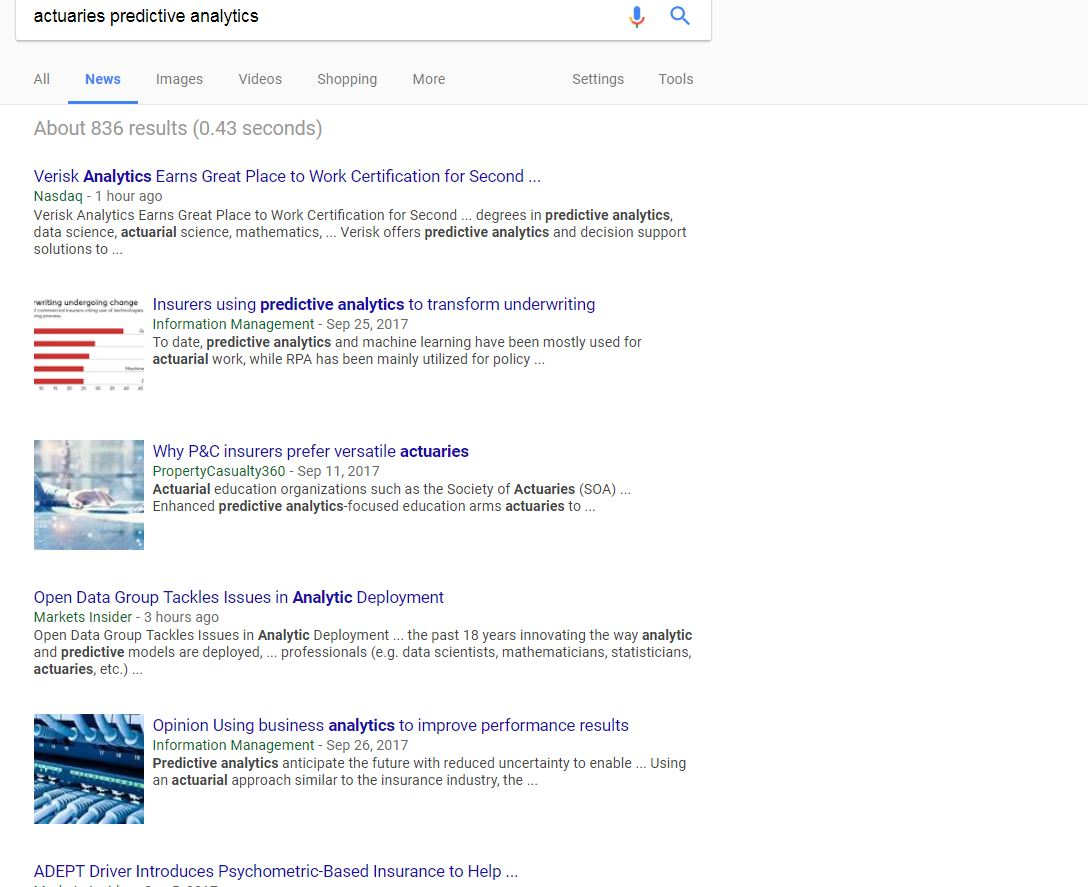 actuaries predictive analytics
All News Images Videos Shopping More Settings Tools
About 836 results (0.43 seconds)
Verisk Analytics Earns Great Place to Work Certification for Second ...
Nasdaq - 1 hour ago
Verisk Analytics Earns Great Place to Work Certification for Second ... degrees in predictive analytics,
data science, actuarial science, mathematics, ... Verisk offers predictive analytics and decision support
solutions to ...
writing undergoing change
Insurers using predictive analytics to transform underwriting
Information Management - Sep 25, 2017
To date, predictive analytics and machine learning have been mostly used for
actuarial work, while RPA has been mainly utilized for policy ...
Why P&C insurers prefer versatile actuaries
PropertyCasualty360 - Sep 11, 2017
Actuarial education organizations such as the Society of Actuaries (SOA) ...
Enhanced predictive analytics-focused education arms actuaries to ...
Open Data Group Tackles Issues in Analytic Deployment
Markets Insider - 3 hours ago
Open Data Group Tackles Issues in Analytic Deployment ... the past 18 years innovating the way analytic
and predictive models are deployed, ... professionals (e.g. data scientists, mathematicians, statisticians,
actuaries, etc.) ...
Opinion Using business analytics to improve performance results
Information Management - Sep 26, 2017
Predictive analytics anticipate the future with reduced uncertainty to enable ... Using
an actuarial approach similar to the insurance industry, the ...
ADEPT Driver Introduces Psychometric-Based Insurance to Help ...